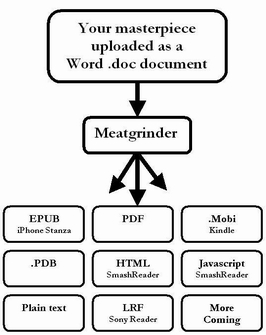 Your masterpiece
uploaded as a
Word .doc document
Meatgrinder
EPUB
iPhone Stanza
PDF
.Mobi
Kindle
.PDB
HTML
SmashReader
Javascript
SmashReader
Plain text
LRF
Sony Reader
More
Coming